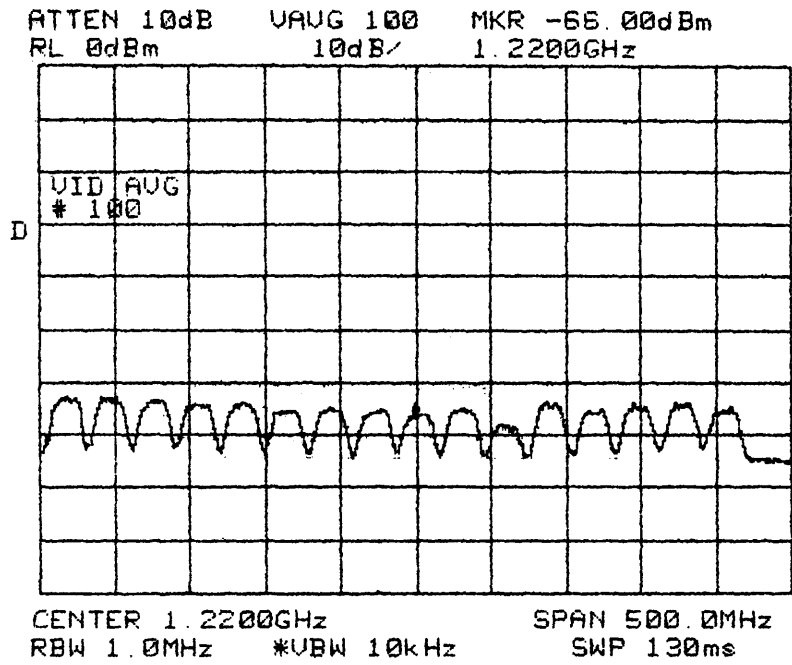 ATTEN 10dB VAVG 100 MKR -66.00dBm
RL 0dBm 10dB/ 1.2200GHz
VID AVG
# 100
D
CENTER 1.2200GHz SPAN 500.0MHz
RBW 1.0MHz *VBW 10kHz SWP 130ms